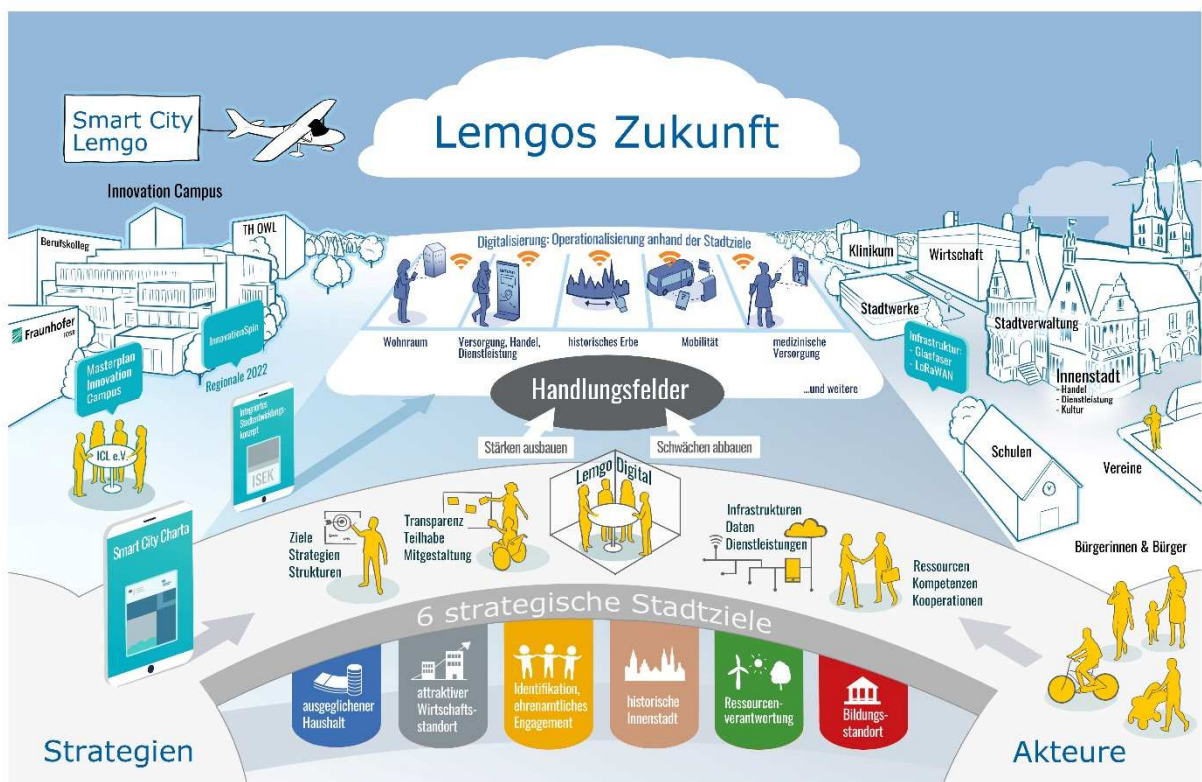 Smart City
Lemgo
Lemgos Zukunft
Innovation Campus
Berufskolleg
TH OWL
Fraunhofer
IOSB
Masterplan
Innovation
Campus
InnovationSpin
Regionale 2022
ICL e.V.
Integriertes
Stadtentwicklungs-
konzept
ISEK
Smart City Charta
Digitalisierung: Operationalisierung anhand der Stadtziele
Wohnraum
Versorgung, Handel,
Dienstleistung
historisches Erbe
Mobilität
medizinische
Versorgung
...und weitere
Handlungsfelder
Stärken ausbauen
Schwächen abbauen
Klinikum
Wirtschaft
Stadtwerke
Stadtverwaltung
Infrastruktur:
- Glasfaser
- LoRaWAN
Innenstadt
- Handel
- Dienstleistung
- Kultur
Schulen
Vereine
Bürgerinnen & Bürger
Ziele
Strategien
Strukturen
Transparenz
Teilhabe
Mitgestaltung
Lemgo Digital
Infrastrukturen
Daten
Dienstleistungen
Ressourcen
Kompetenzen
Kooperationen
6 strategische Stadtziele
ausgeglichener
Haushalt
attraktiver
Wirtschafts-
standort
Identifikation,
ehrenamtliches
Engagement
historische
Innenstadt
Ressourcen-
verantwortung
Bildungs-
standort
Strategien
Akteure